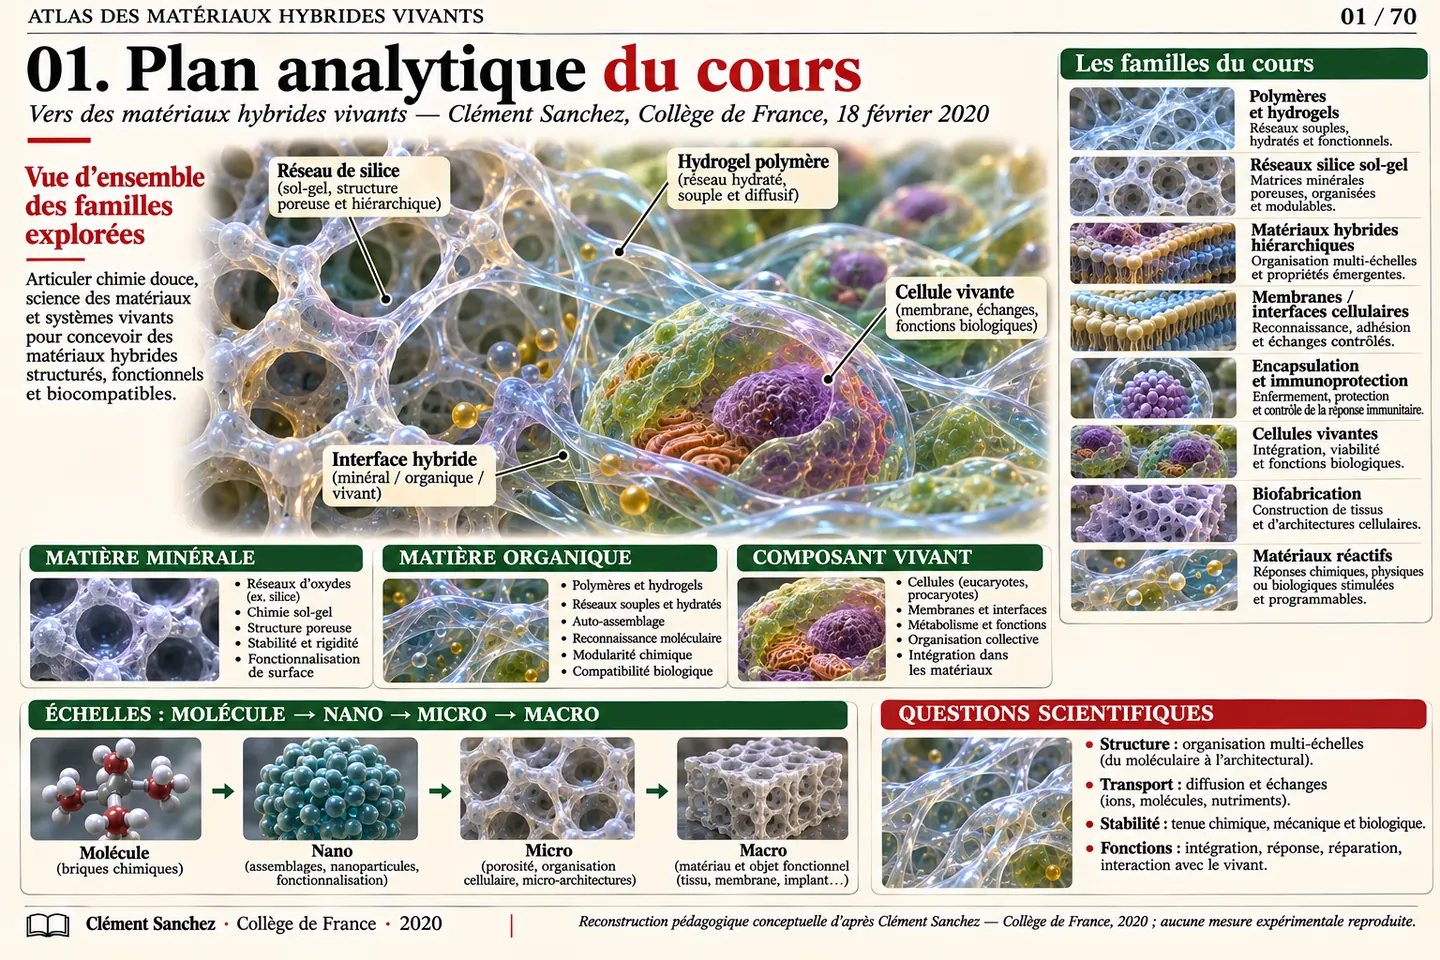 ATLAS DES MATÉRIAUX HYBRIDES VIVANTS
01 / 70
01. Plan analytique du cours
Vers des matériaux hybrides vivants — Clément Sanchez, Collège de France, 18 février 2020
Vue d’ensemble
des familles
explorées
Articuler chimie douce,
science des matériaux
et systèmes vivants
pour concevoir des
matériaux hybrides
structurés, fonctionnels
et biocompatibles.
Réseau de silice
(sol-gel, structure
poreuse et hiérarchique)
Hydrogel polymère
(réseau hydraté,
souple et diffusif)
Cellule vivante
(membrane, échanges,
fonctions biologiques)
Interface hybride
(minéral / organique /
vivant)
Les familles du cours
Polymères
et hydrogels
Réseaux souples,
hydratés et fonctionnels.
Réseaux silice sol-gel
Matrices minérales
poreuses, organisées
et modulables.
Matériaux hybrides
hiérarchiques
Organisation multi-échelles
et propriétés émergentes.
Membranes /
interfaces cellulaires
Reconnaissance, adhésion
et échanges contrôlés.
Encapsulation
et immunoprotection
Enfermement, protection
et contrôle de la réponse immunitaire.
Cellules vivantes
Intégration, viabilité
et fonctions biologiques.
Biofabrication
Construction de tissus
et d’architectures cellulaires.
Matériaux réactifs
Réponses chimiques, physiques
ou biologiques stimulées
et programmables.
MATIÈRE MINÉRALE
• Réseaux d’oxydes
(ex. silice)
• Chimie sol-gel
• Structure poreuse
• Stabilité et rigidité
• Fonctionnalisation
de surface
MATIÈRE ORGANIQUE
• Polymères et hydrogels
• Réseaux souples et hydratés
• Auto-assemblage
• Reconnaissance moléculaire
• Modularité chimique
• Compatibilité biologique
COMPOSANT VIVANT
• Cellules (eucaryotes,
procaryotes)
• Membranes et interfaces
• Métabolisme et fonctions
• Organisation collective
• Intégration dans
les matériaux
ÉCHELLES : MOLÉCULE → NANO → MICRO → MACRO
Molécule
(briques chimiques)
Nano
(assemblages, nanoparticules,
fonctionnalisation)
Micro
(porosité, organisation
cellulaire, micro-architectures)
Macro
(matériau et objet fonctionnel
(tissu, membrane, implant…)
QUESTIONS SCIENTIFIQUES
• Structure : organisation multi-échelles
(du moléculaire à l’architectural).
• Transport : diffusion et échanges
(ions, molécules, nutriments).
• Stabilité : tenue chimique, mécanique et biologique.
• Fonctions : intégration, réponse, réparation,
interaction avec le vivant.
Clément Sanchez · Collège de France · 2020
Reconstruction pédagogique conceptuelle d’après Clément Sanchez — Collège de France, 2020 ; aucune mesure expérimentale reproduite.